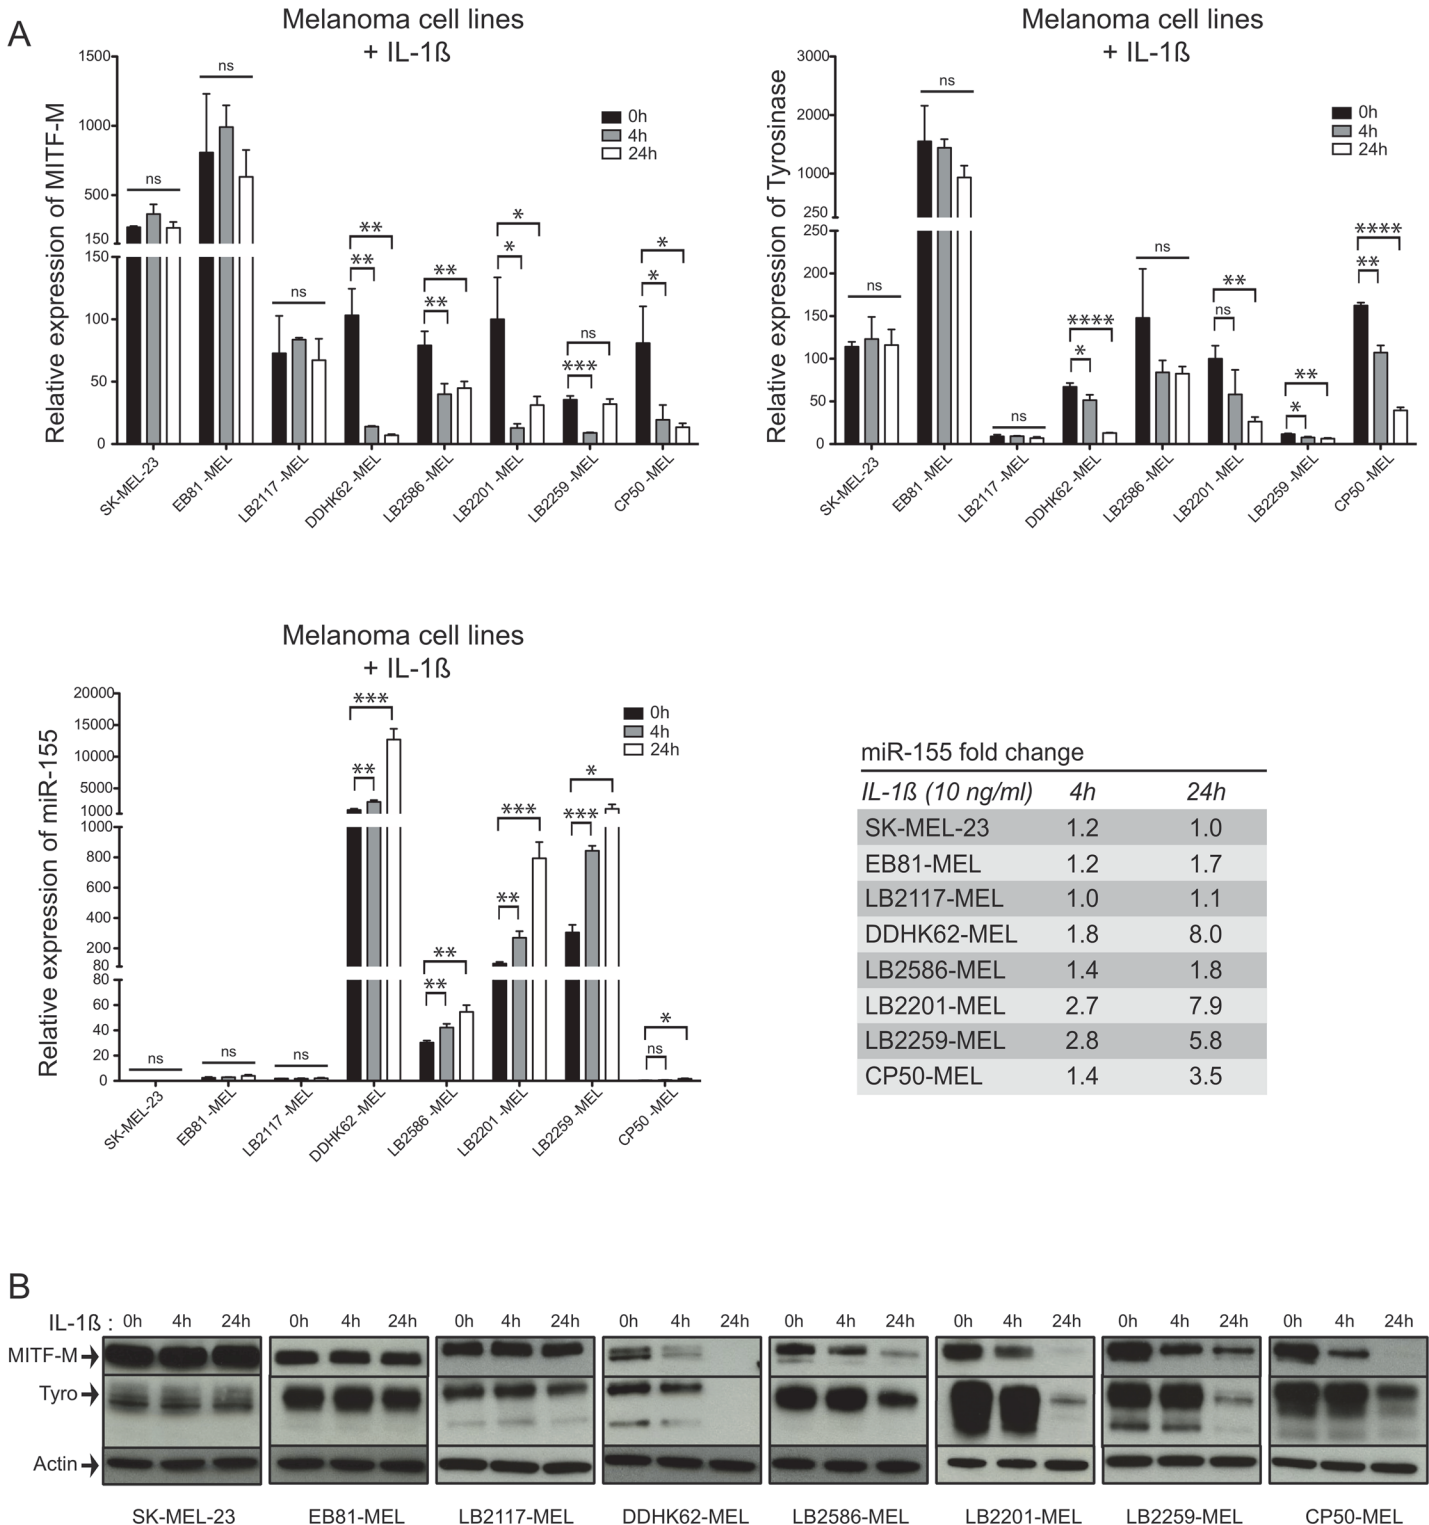 A
Melanoma cell lines
+ IL-1ß
Relative expression of MITF-M
1500
1000
500
150
150
100
50
0
0h
4h
24h
ns
ns
ns
**
**
**
**
*
*
ns
***
*
*
SK-MEL-23
EB81 -MEL
LB2117 -MEL
DDHK62 -MEL
LB2586 -MEL
LB2201 -MEL
LB2259 -MEL
CP50 -MEL
Melanoma cell lines
+ IL-1ß
Relative expression of Tyrosinase
3000
2000
1000
250
250
200
150
100
50
0
0h
4h
24h
ns
ns
ns
****
*
ns
**
ns
**
*
****
**
SK-MEL-23
EB81 -MEL
LB2117 -MEL
DDHK62 -MEL
LB2586 -MEL
LB2201 -MEL
LB2259 -MEL
CP50 -MEL
Melanoma cell lines
+ IL-1ß
Relative expression of miR-155
20000
15000
10000
5000
1000
1000
800
600
400
200
80
80
60
40
20
0
0h
4h
24h
ns
ns
ns
***
**
**
**
***
**
*
***
*
ns
SK-MEL-23
EB81 -MEL
LB2117 -MEL
DDHK62 -MEL
LB2586 -MEL
LB2201 -MEL
LB2259 -MEL
CP50 -MEL
miR-155 fold change
IL-1ß (10 ng/ml) 4h 24h
SK-MEL-23 1.2 1.0
EB81-MEL 1.2 1.7
LB2117-MEL 1.0 1.1
DDHK62-MEL 1.8 8.0
LB2586-MEL 1.4 1.8
LB2201-MEL 2.7 7.9
LB2259-MEL 2.8 5.8
CP50-MEL 1.4 3.5
B
IL-1ß : 0h 4h 24h 0h 4h 24h 0h 4h 24h 0h 4h 24h 0h 4h 24h 0h 4h 24h 0h 4h 24h 0h 4h 24h
MITF-M
Tyro
Actin
SK-MEL-23 EB81-MEL LB2117-MEL DDHK62-MEL LB2586-MEL LB2201-MEL LB2259-MEL CP50-MEL